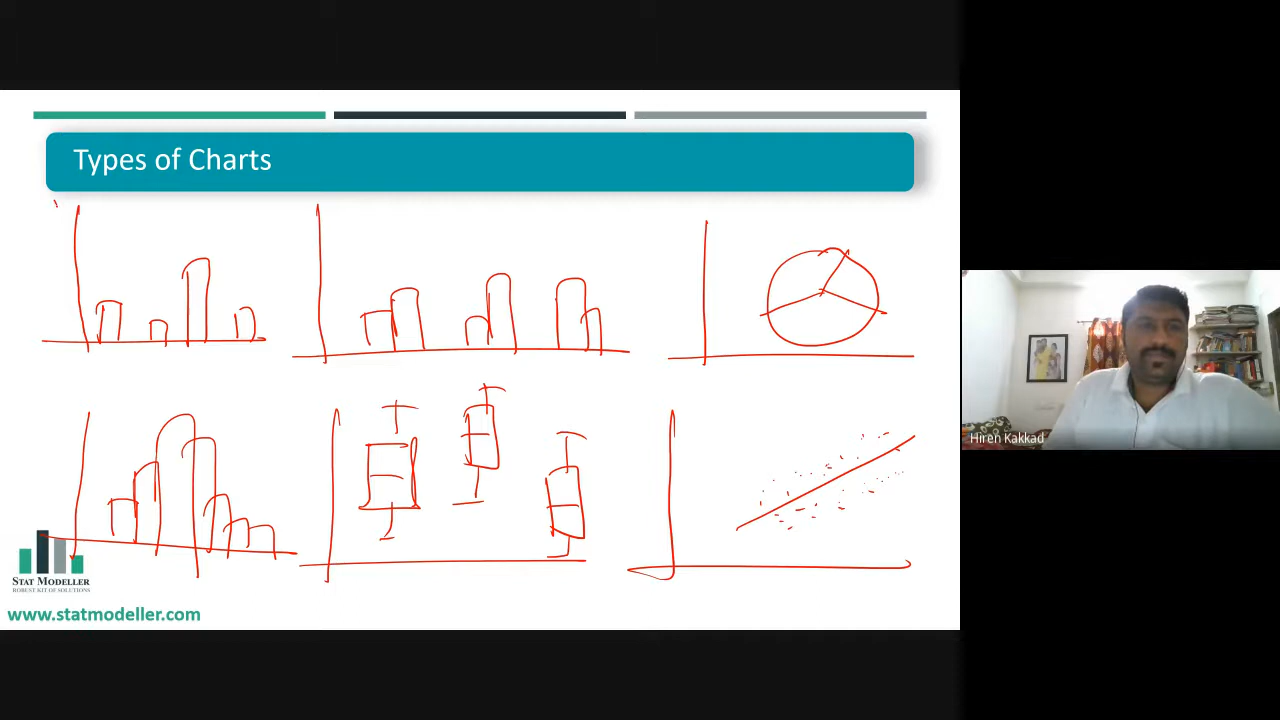 Types of Charts
Hiren Kakkad
STAT MODELLER
ROBUST KIT OF SOLUTIONS
www.statmodeller.com